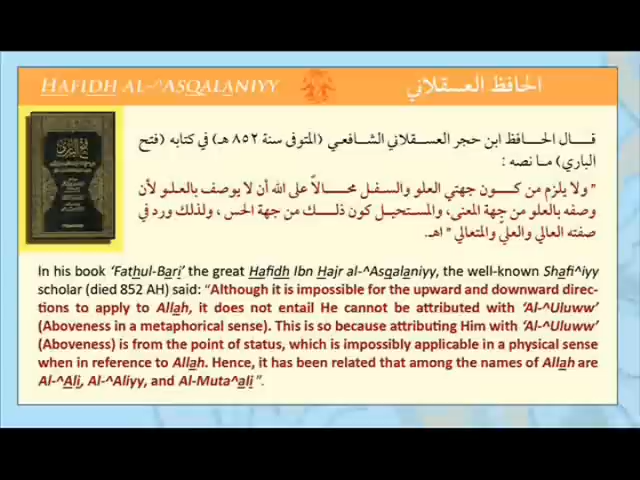 HAFIDH AL-^ASQALANIYY
الحافظ العسقلاني
قال الحافظ ابن حجر العسقلاني الشافعي (المتوفى سنة ٨٥٢ هـ) في كتابه (فتح
الباري) ما نصه :
" ولا يلزم من كون جهتي العلو والسفل محالاً على الله أن لا يوصف بالعلو لأن
وصفه بالعلو من جهة المعنى، والمستحيل كون ذلك من جهة الحس، ولذلك ورد في
صفته العالي والعلي والمتعالي " اهـ.
In his book ‘Fathul-Bari’ the great Hafidh Ibn Hajr al-^Asqalaniyy, the well-known Shafi^iyy
scholar (died 852 AH) said: “Although it is impossible for the upward and downward direc-
tions to apply to Allah, it does not entail He cannot be attributed with ‘Al-^Uluww’
(Aboveness in a metaphorical sense). This is so because attributing Him with ‘Al-^Uluww’
(Aboveness) is from the point of status, which is impossibly applicable in a physical sense
when in reference to Allah. Hence, it has been related that among the names of Allah are
Al-^Ali, Al-^Aliyy, and Al-Muta^ali”.